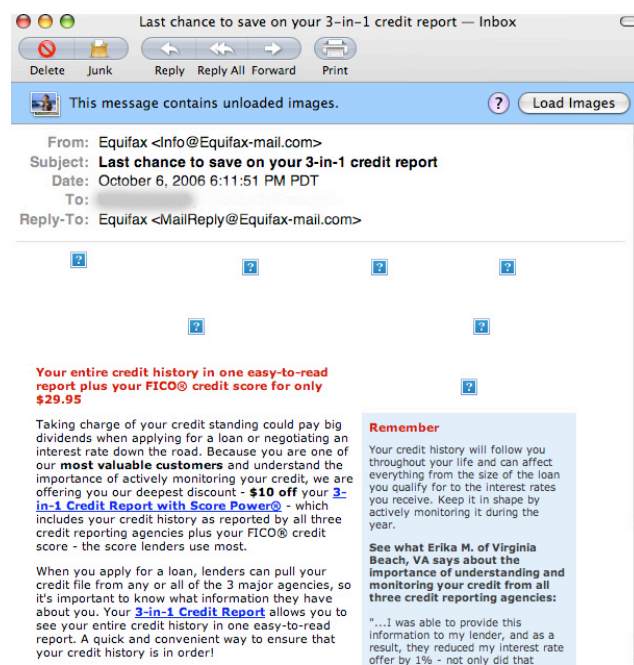 Last chance to save on your 3-in-1 credit report — Inbox
Delete Junk Reply Reply All Forward Print
This message contains unloaded images. ? Load Images
From: Equifax <Info@Equifax-mail.com>
Subject: Last chance to save on your 3-in-1 credit report
Date: October 6, 2006 6:11:51 PM PDT
To:
Reply-To: Equifax <MailReply@Equifax-mail.com>
? ? ? ?
? ?
?
Your entire credit history in one easy-to-read
report plus your FICO® credit score for only
$29.95
Taking charge of your credit standing could pay big
dividends when applying for a loan or negotiating an
interest rate down the road. Because you are one of
our most valuable customers and understand the
importance of actively monitoring your credit, we are
offering you our deepest discount - $10 off your 3-
in-1 Credit Report with Score Power® - which
includes your credit history as reported by all three
credit reporting agencies plus your FICO® credit
score - the score lenders use most.
When you apply for a loan, lenders can pull your
credit file from any or all of the 3 major agencies, so
it's important to know what information they have
about you. Your 3-in-1 Credit Report allows you to
see your entire credit history in one easy-to-read
report. A quick and convenient way to ensure that
your credit history is in order!
Remember
Your credit history will follow you
throughout your life and can affect
everything from the size of the loan
you qualify for to the interest rates
you receive. Keep it in shape by
actively monitoring it during the
year.
See what Erika M. of Virginia
Beach, VA says about the
importance of understanding and
monitoring your credit from all
three credit reporting agencies:
"...I was able to provide this
information to my lender, and as a
result, they reduced my interest rate
offer by 1% - not only did that